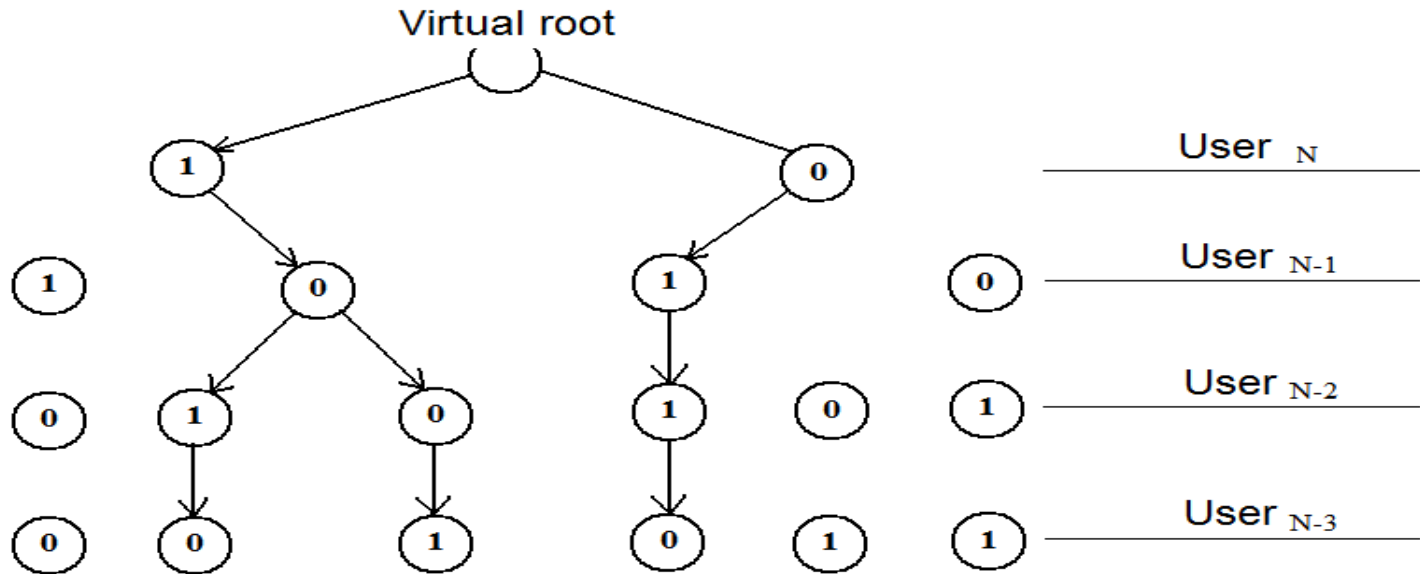 Virtual root
1 0 User N
1 0 1 0 User N-1
0 1 0 1 0 1 User N-2
0 0 1 0 1 1 User N-3